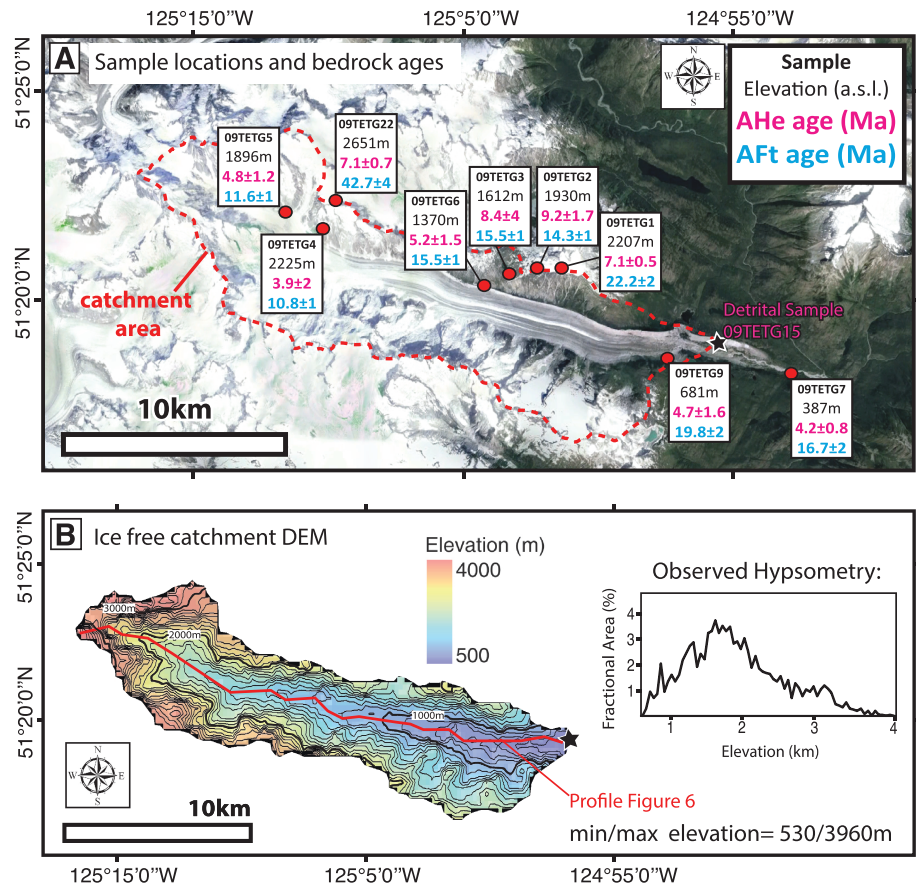 125°15'0"W
125°5'0"W
124°55'0"W
51°25'0"N
51°20'0"N
A
Sample locations and bedrock ages
N
W
E
S
Sample
Elevation (a.s.l.)
AHe age (Ma)
AFt age (Ma)
09TETG5
1896m
4.8±1.2
11.6±1
09TETG22
2651m
7.1±0.7
42.7±4
09TETG4
2225m
3.9±2
10.8±1
09TETG6
1370m
5.2±1.5
15.5±1
09TETG3
1612m
8.4±4
15.5±1
09TETG2
1930m
9.2±1.7
14.3±1
09TETG1
2207m
7.1±0.5
22.2±2
catchment
area
Detrital Sample
09TETG15
09TETG9
681m
4.7±1.6
19.8±2
09TETG7
387m
4.2±0.8
16.7±2
10km
B
Ice free catchment DEM
51°25'0"N
51°20'0"N
Elevation (m)
4000
500
3000m
2000m
1000m
Profile Figure 6
N
W
E
S
10km
Observed Hypsometry:
Fractional Area (%)
4
3
2
1
1
2
3
4
Elevation (km)
min/max elevation= 530/3960m
125°15'0"W
125°5'0"W
124°55'0"W